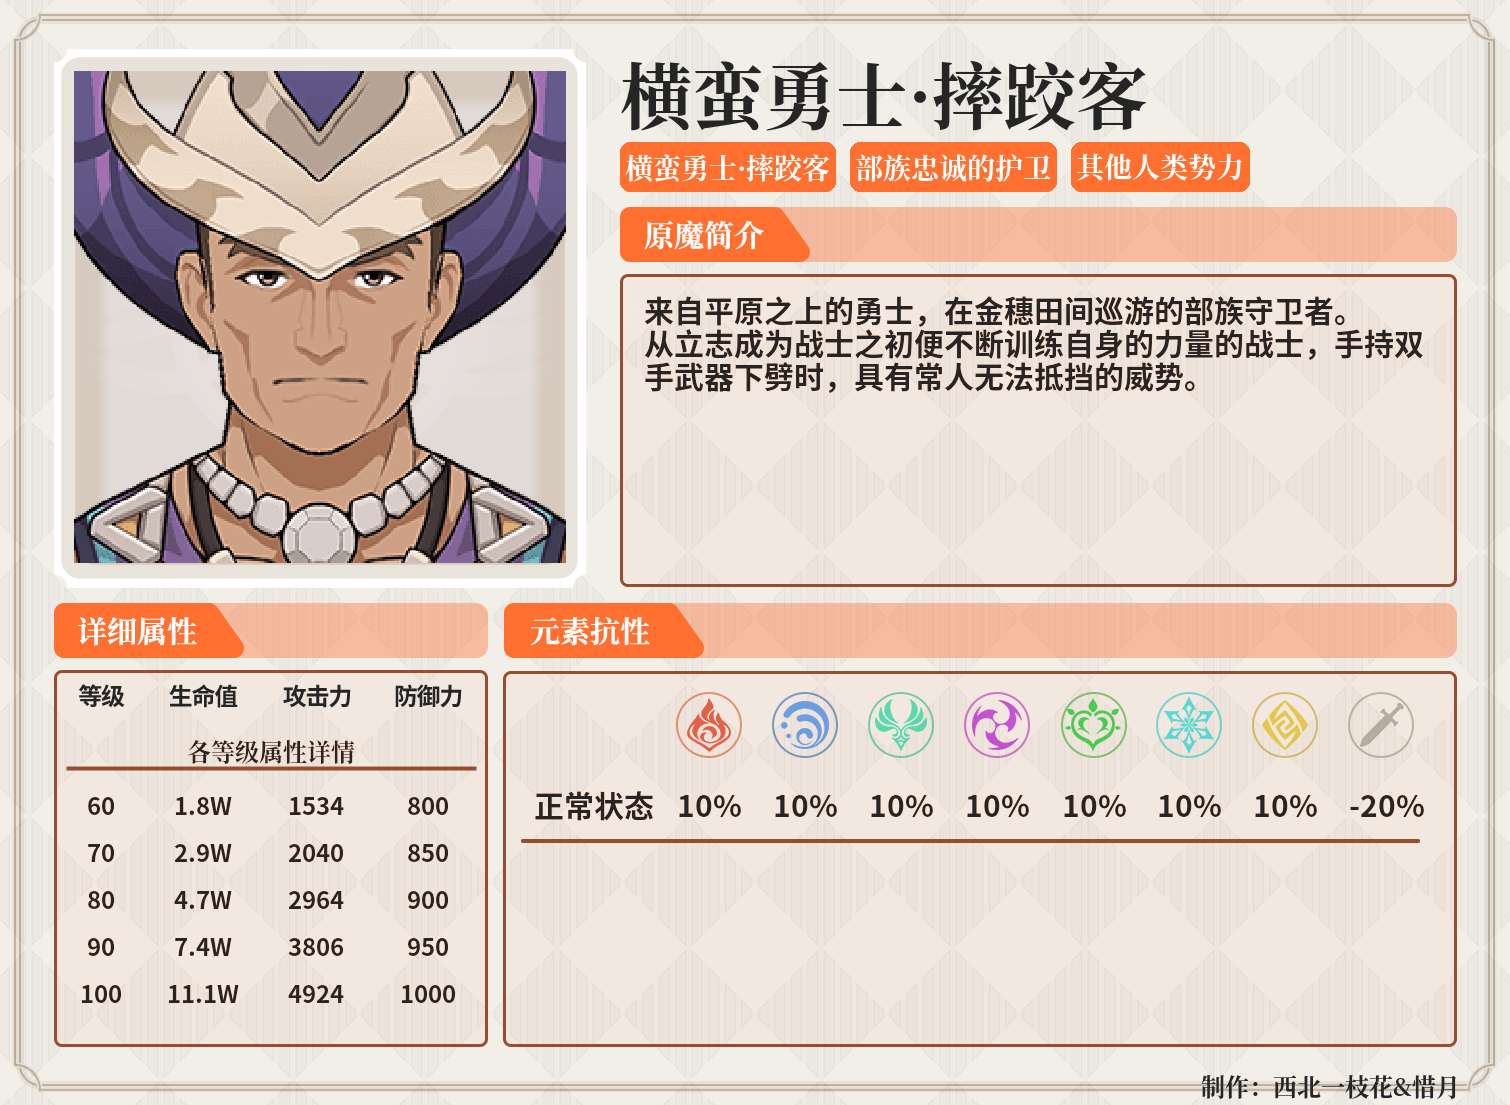 横蛮勇士·摔跤客
横蛮勇士·摔跤客 部族忠诚的护卫 其他人类势力
原魔简介
来自平原之上的勇士，在金穗田间巡游的部族守卫者。
从立志成为战士之初便不断训练自身的力量的战士，手持双
手武器下劈时，具有常人无法抵挡的威势。
详细属性
等级 生命值 攻击力 防御力
各等级属性详情
60 1.8W 1534 800
70 2.9W 2040 850
80 4.7W 2964 900
90 7.4W 3806 950
100 11.1W 4924 1000
元素抗性
正常状态 10% 10% 10% 10% 10% 10% 10% -20%
制作：西北一枝花&惜月